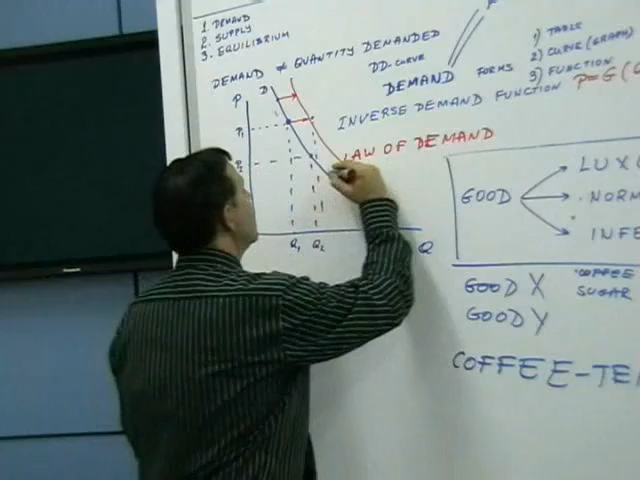 1. DEMAND
2. SUPPLY
3. EQUILIBRIUM
DEMAND ≠ QUANTITY DEMANDED
DD-CURVE
DEMAND FORMS
1) TABLE
2) CURVE (GRAPH)
3) FUNCTION
P=G(
INVERSE DEMAND FUNCTION
LAW OF DEMAND
P
D
P1
P2
Q1 Q2
Q
GOOD
LUX
NORM
INFE
GOOD X
COFFEE
GOOD Y
SUGAR
COFFEE-TE